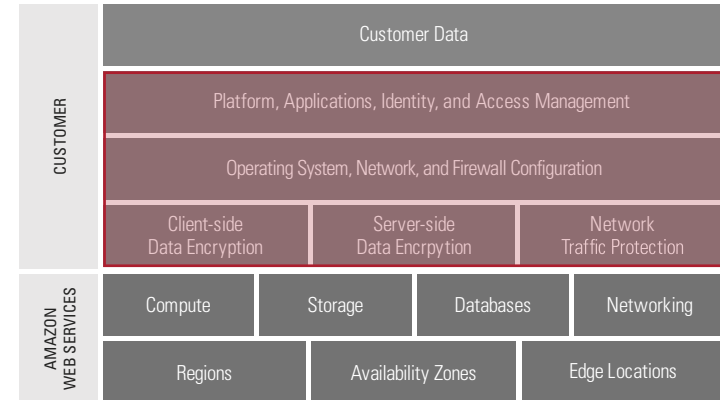 CUSTOMER
Customer Data
Platform, Applications, Identity, and Access Management
Operating System, Network, and Firewall Configuration
Client-side
Data Encryption
Server-side
Data Encrpytion
Network
Traffic Protection
AMAZON
WEB SERVICES
Compute
Storage
Databases
Networking
Regions
Availability Zones
Edge Locations